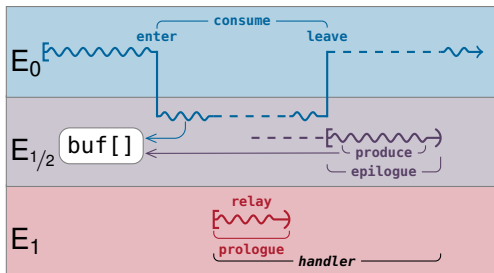 consume
enter leave
E0
E1/2
buf[]
produce
epilogue
relay
E1
prologue
handler